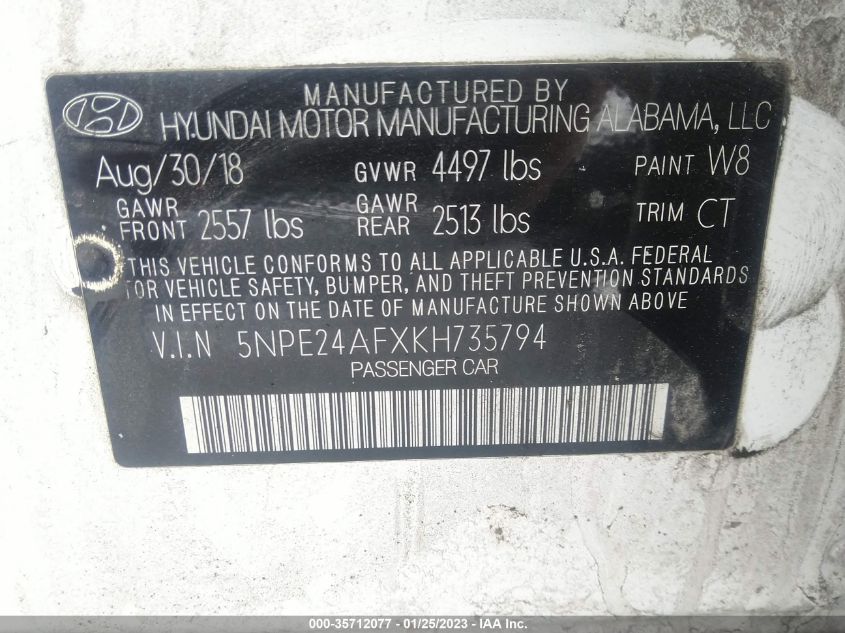 MANUFACTURED BY
HYUNDAI MOTOR MANUFACTURING ALABAMA, LLC
Aug/30/18 GVWR 4497 lbs PAINT W8
GAWR FRONT 2557 lbs GAWR REAR 2513 lbs TRIM CT
THIS VEHICLE CONFORMS TO ALL APPLICABLE U.S.A. FEDERAL
TOR VEHICLE SAFETY, BUMPER, AND THEFT PREVENTION STANDARDS
IN EFFECT ON THE DATE OF MANUFACTURE SHOWN ABOVE
V.I.N 5NPE24AFXKH735794
PASSENGER CAR
000-35712077 - 01/25/2023 - © IAA, Inc.